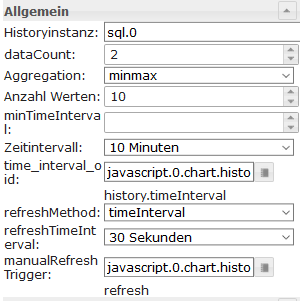 Allgemein
Historyinstanz: sql.0
dataCount: 2
Aggregation: minmax
Anzahl Werten: 10
minTimeInterval:
Zeitintervall: 10 Minuten
time_interval_oid: javascript.0.chart.histo
history.timeInterval
refreshMethod: timeInterval
refreshTimeInterval: 30 Sekunden
manualRefreshTrigger: javascript.0.chart.histo
refresh